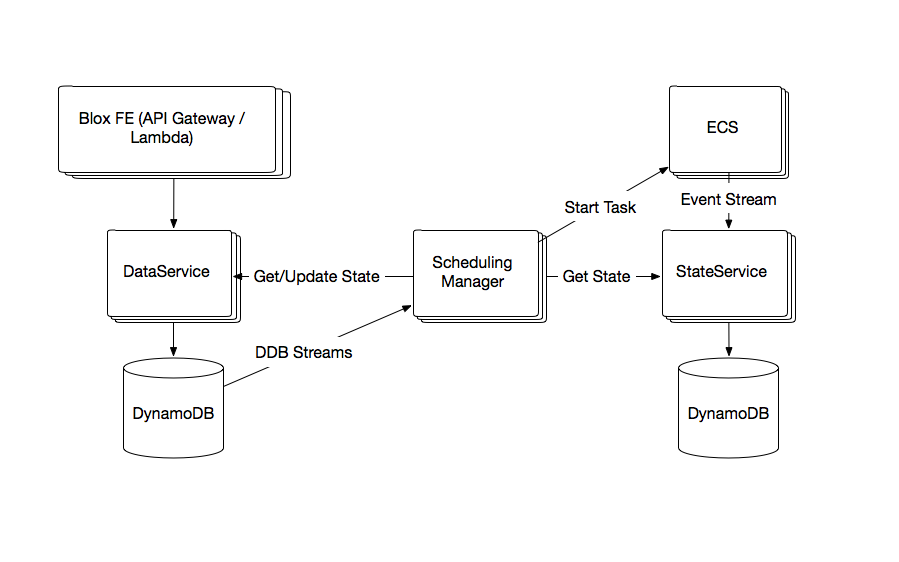 Blox FE (API Gateway /
Lambda)
ECS
Start Task
Event Stream
DataService
Get/Update State
Scheduling
Manager
Get State
StateService
DDB Streams
DynamoDB
DynamoDB